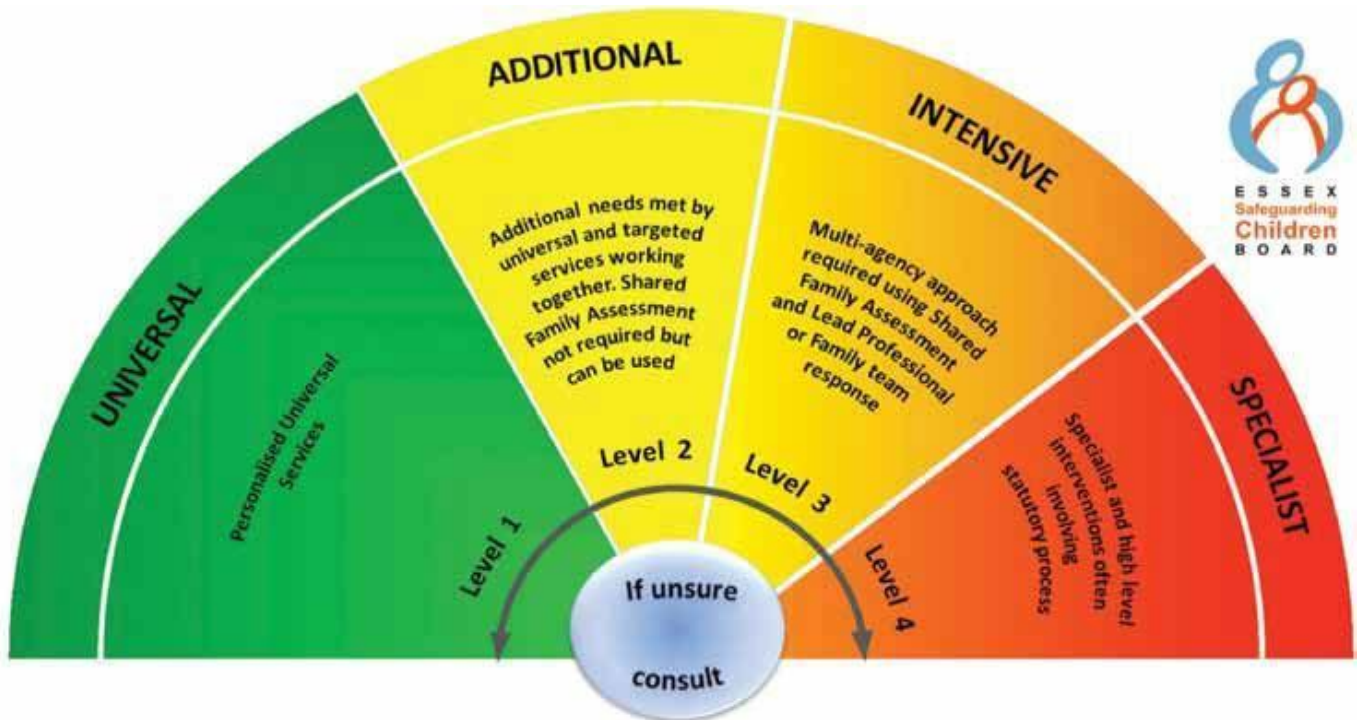 UNIVERSAL
Personalised Universal
Services
Level 1
ADDITIONAL
Additional needs met by
universal and targeted
services working
together. Shared
Family Assessment
not required but
can be used
Level 2
INTENSIVE
Multi-agency approach
required using Shared
Family Assessment
and Lead Professional
or Family team
response
Level 3
SPECIALIST
Specialist and high level
interventions often
involving
statutory process
Level 4
If unsure
consult
ESSEX
Safeguarding
Children
BOARD